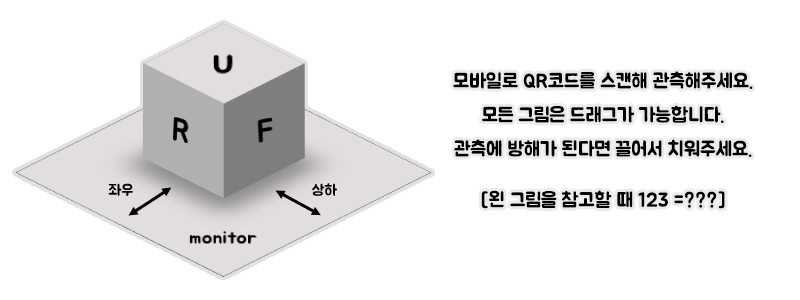 U
R
F
좌우
상하
monitor
모바일로 QR코드를 스캔해 관측해주세요.
모든 그림은 드래그가 가능합니다.
관측에 방해가 된다면 끌어서 치워주세요.
[왼 그림을 참고할 때 123 =???]